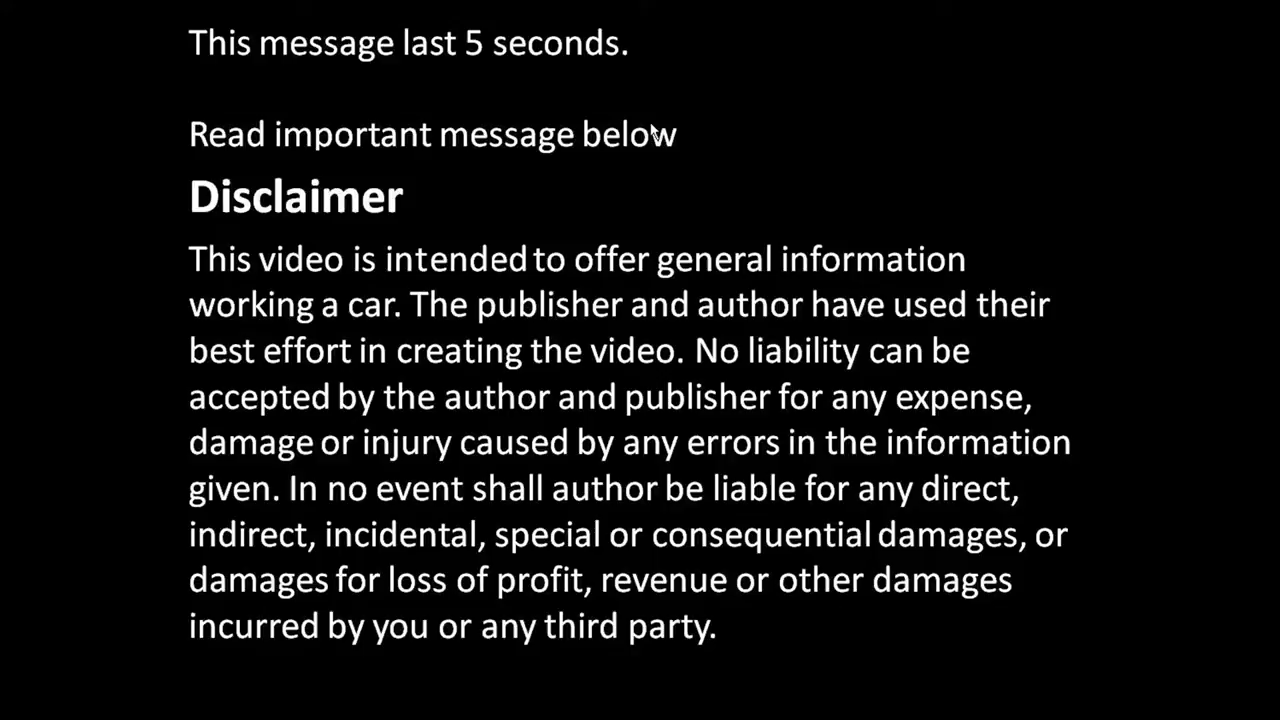 This message last 5 seconds.
Read important message below
Disclaimer
This video is intended to offer general information
working a car. The publisher and author have used their
best effort in creating the video. No liability can be
accepted by the author and publisher for any expense,
damage or injury caused by any errors in the information
given. In no event shall author be liable for any direct,
indirect, incidental, special or consequential damages, or
damages for loss of profit, revenue or other damages
incurred by you or any third party.